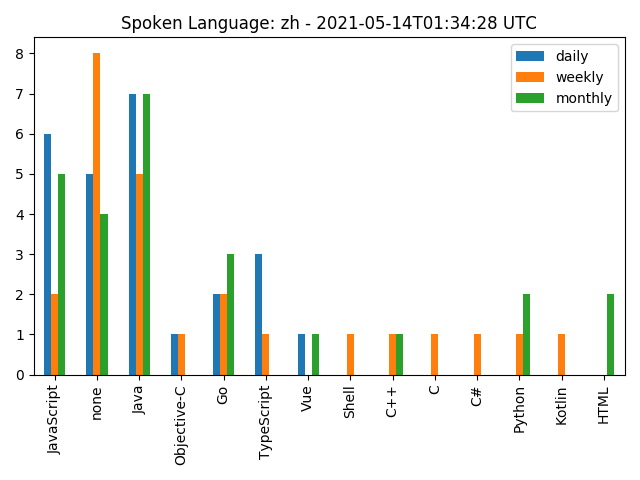 Spoken Language: zh - 2021-05-14T01:34:28 UTC
daily
weekly
monthly
8
7
6
5
4
3
2
1
0
JavaScript
none
Java
Objective-C
Go
TypeScript
Vue
Shell
C++
C
C#
Python
Kotlin
HTML